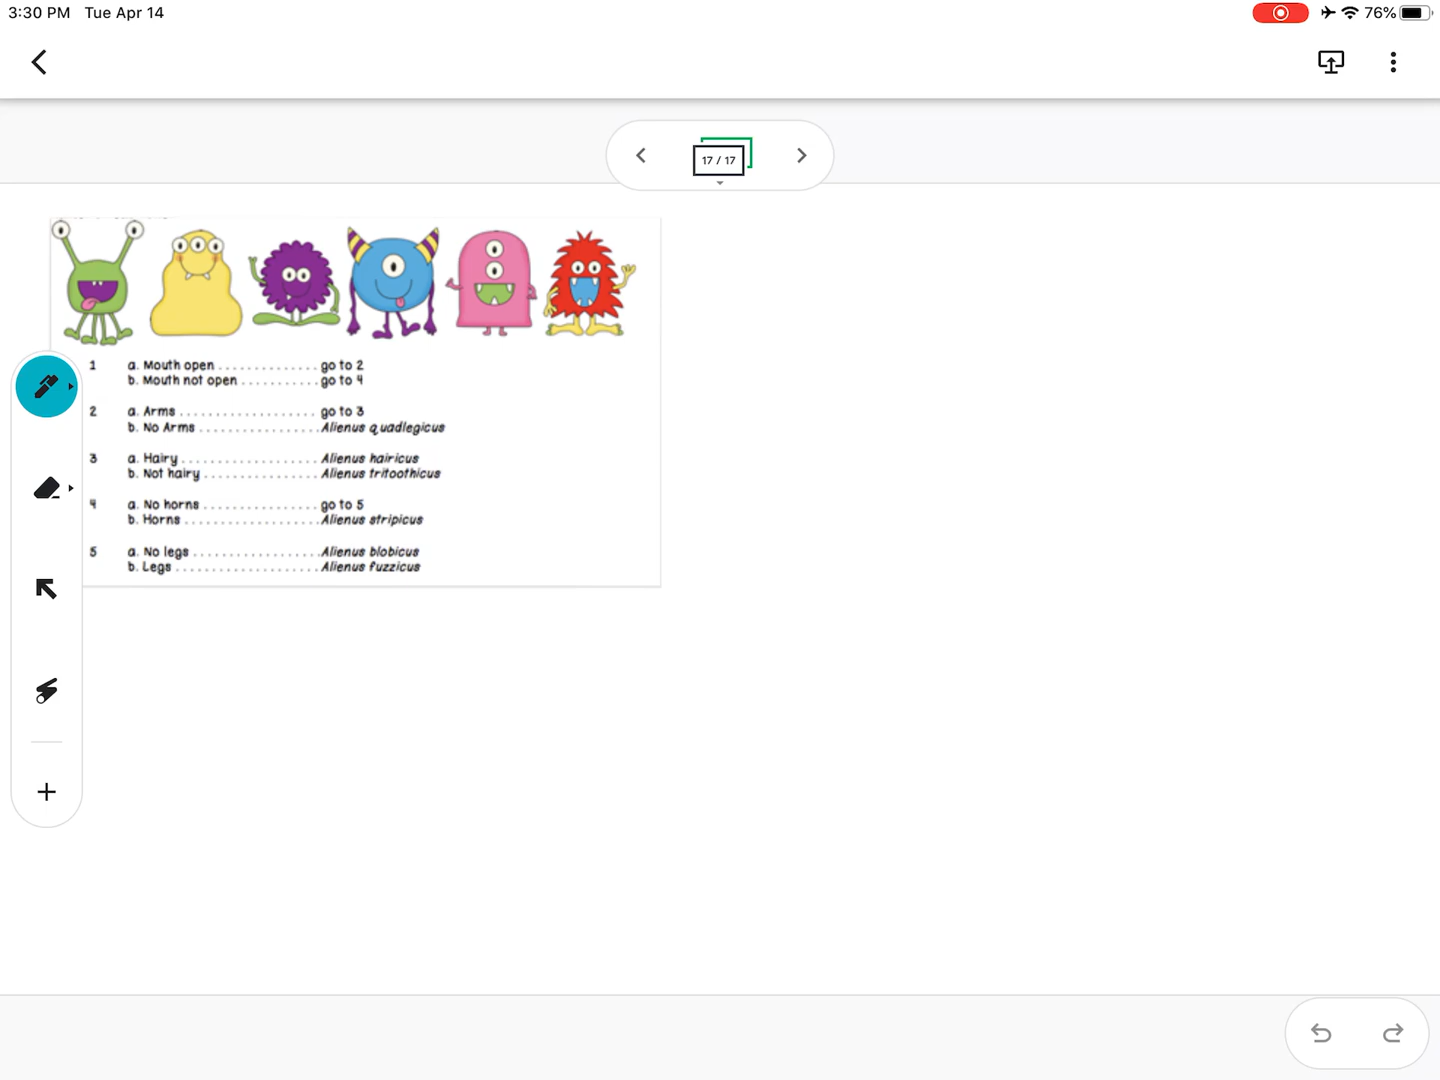 3:30 PM Tue Apr 14 76%
17 / 17
1 a. Mouth open .............. go to 2
b. Mouth not open ........... go to 4
2 a. Arms ................... go to 3
b. No Arms .................. Alienus quadlegicus
3 a. Hairy .................. Alienus hairicus
b. Not hairy ................ Alienus tritoothicus
4 a. No horns ............... go to 5
b. Horns .................... Alienus stripicus
5 a. No legs ................ Alienus blobicus
b. Legs ..................... Alienus fuzzicus